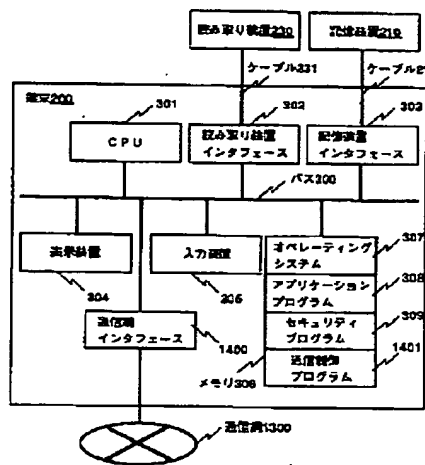 読み取り装置230
記憶装置210
ケーブル231
ケーブル21
端末200
301
302
303
CPU
読み取り装置
インタフェース
記憶装置
インタフェース
バス300
307
表示装置
入力装置
オペレーティング
システム
308
304
305
アプリケーション
プログラム
309
セキュリティ
プログラム
通信網
インタフェース
1400
1401
通信制御
プログラム
メモリ306
通信網1300